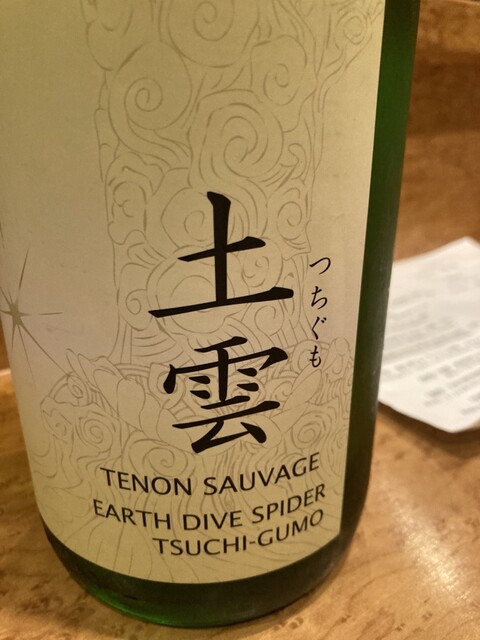 土雲
つちぐも
TENON SAUVAGE
EARTH DIVE SPIDER
TSUCHI-GUMO